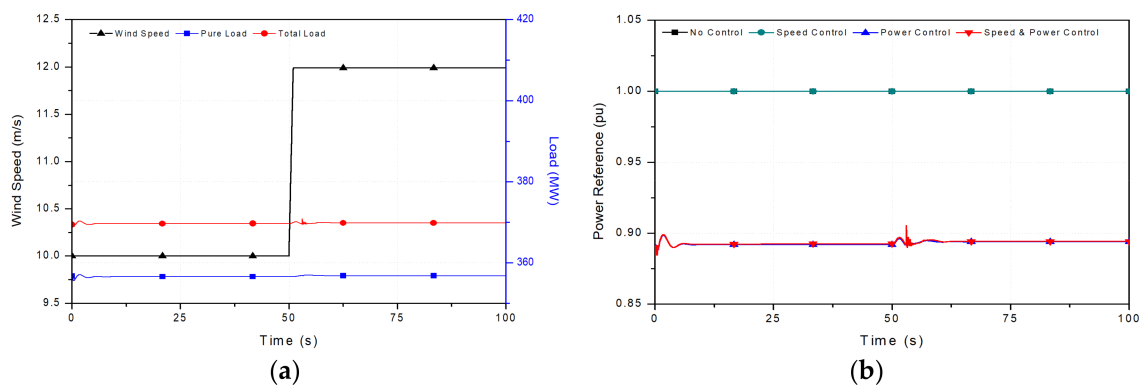 Wind Speed Pure Load Total Load
12.5
12.0
11.5
11.0
10.5
10.0
9.5
Wind Speed (m/s)
420
400
380
360
Load (MW)
0 25 50 75 100
Time (s)
(a)
No Control Speed Control Power Control Speed & Power Control
1.05
1.00
0.95
0.90
0.85
Power Reference (pu)
0 25 50 75 100
Time (s)
(b)